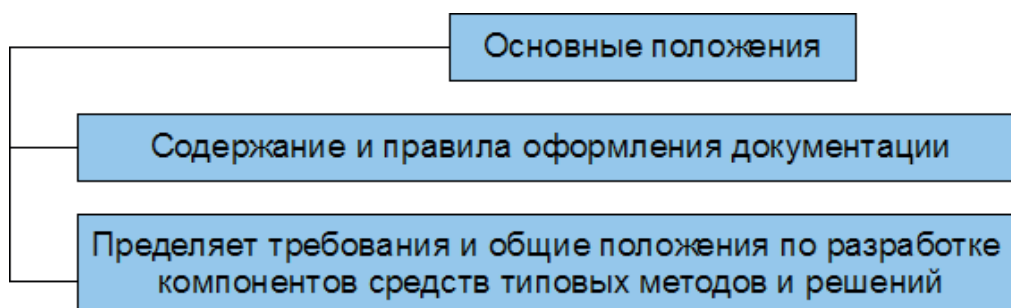 Основные положения
Содержание и правила оформления документации
Пределяет требования и общие положения по разработке
компонентов средств типовых методов и решений